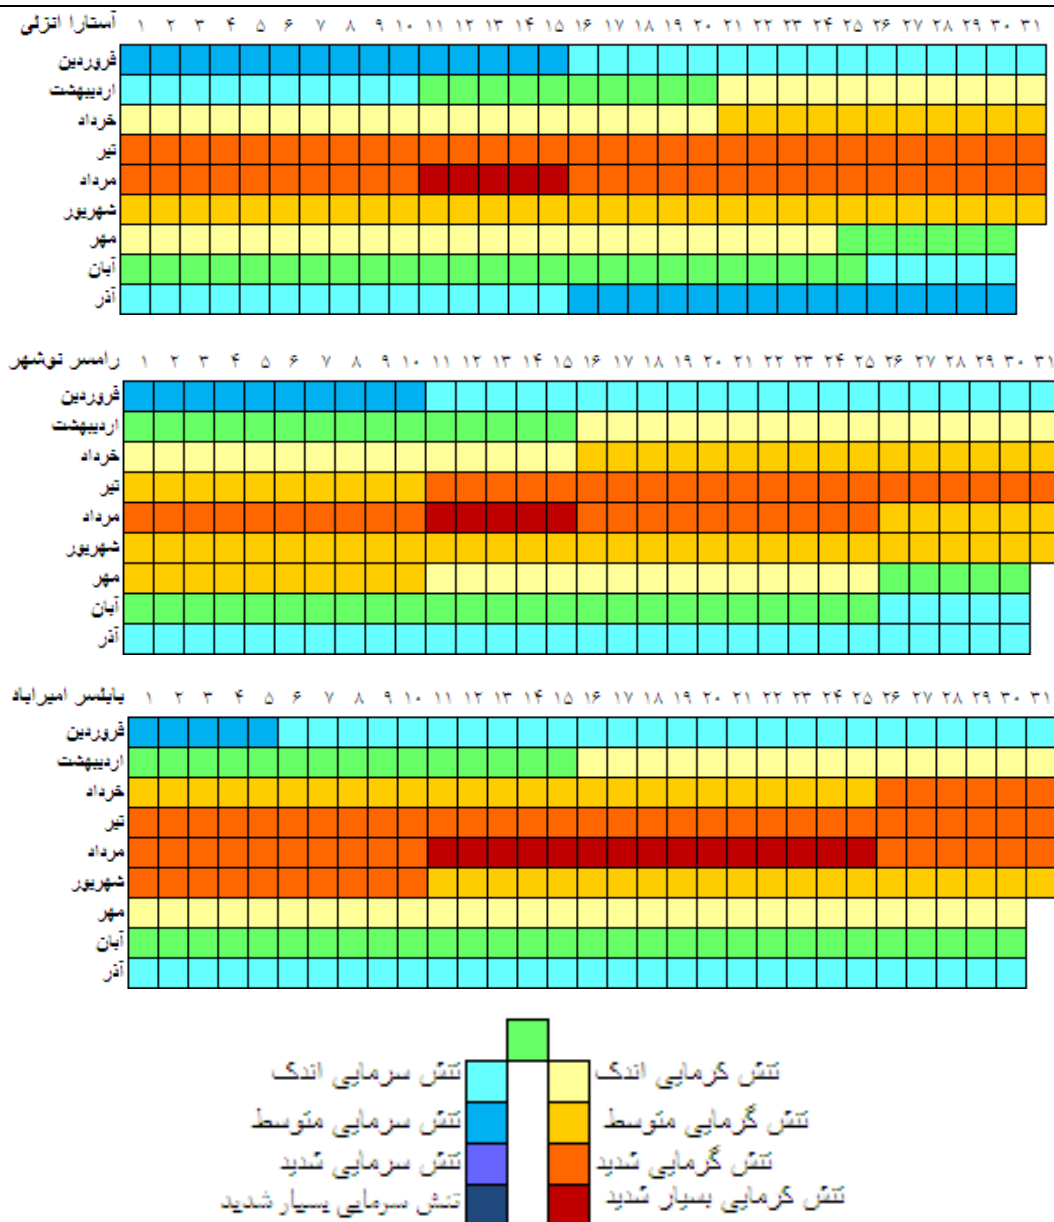 آستارا انزلی ۱ ۲ ۳ ۴ ۵ ۶ ۷ ۸ ۹ ۱۰ ۱۱ ۱۲ ۱۳ ۱۴ ۱۵ ۱۶ ۱۷ ۱۸ ۱۹ ۲۰ ۲۱ ۲۲ ۲۳ ۲۴ ۲۵ ۲۶ ۲۷ ۲۸ ۲۹ ۳۰ ۳۱
فروردین
اردیبهشت
خرداد
تیر
مرداد
شهریور
مهر
آبان
آذر
رامسر نوشهر ۱ ۲ ۳ ۴ ۵ ۶ ۷ ۸ ۹ ۱۰ ۱۱ ۱۲ ۱۳ ۱۴ ۱۵ ۱۶ ۱۷ ۱۸ ۱۹ ۲۰ ۲۱ ۲۲ ۲۳ ۲۴ ۲۵ ۲۶ ۲۷ ۲۸ ۲۹ ۳۰ ۳۱
فروردین
اردیبهشت
خرداد
تیر
مرداد
شهریور
مهر
آبان
آذر
بابلسر امیراباد ۱ ۲ ۳ ۴ ۵ ۶ ۷ ۸ ۹ ۱۰ ۱۱ ۱۲ ۱۳ ۱۴ ۱۵ ۱۶ ۱۷ ۱۸ ۱۹ ۲۰ ۲۱ ۲۲ ۲۳ ۲۴ ۲۵ ۲۶ ۲۷ ۲۸ ۲۹ ۳۰ ۳۱
فروردین
اردیبهشت
خرداد
تیر
مرداد
شهریور
مهر
آبان
آذر
تنش کرمایی اندک تنش سرمایی اندک
تنش گرمایی متوسط تنش سرمایی متوسط
تنش گرمایی شدید تنش سرمایی شدید
تنش کرمایی بسیار شدید تنش سرمایی بسیار شدید